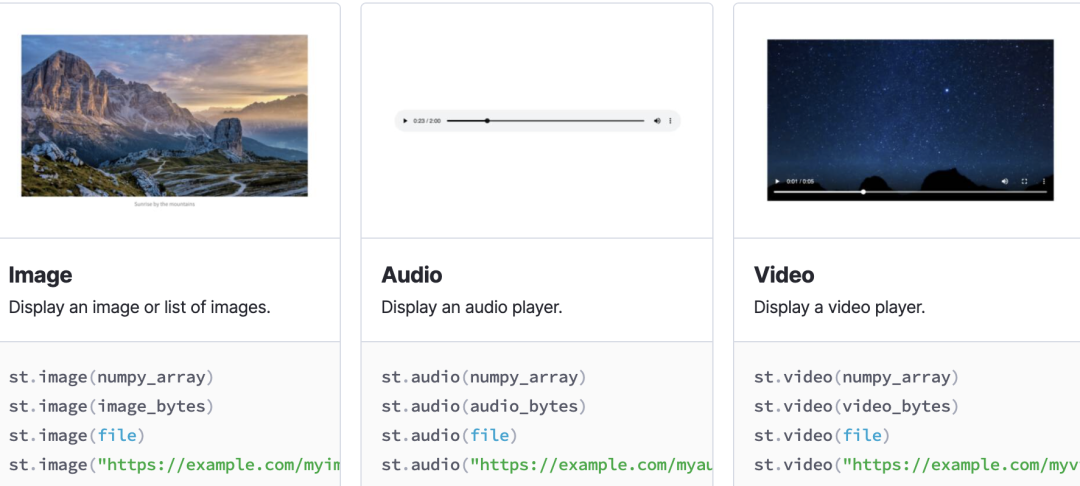 Sunrise by the mountains
0:23 / 2:00
0:01 / 0:05
Image
Display an image or list of images.
st.image(numpy_array)
st.image(image_bytes)
st.image(file)
st.image("https://example.com/myim
Audio
Display an audio player.
st.audio(numpy_array)
st.audio(audio_bytes)
st.audio(file)
st.audio("https://example.com/myau
Video
Display a video player.
st.video(numpy_array)
st.video(video_bytes)
st.video(file)
st.video("https://example.com/myv